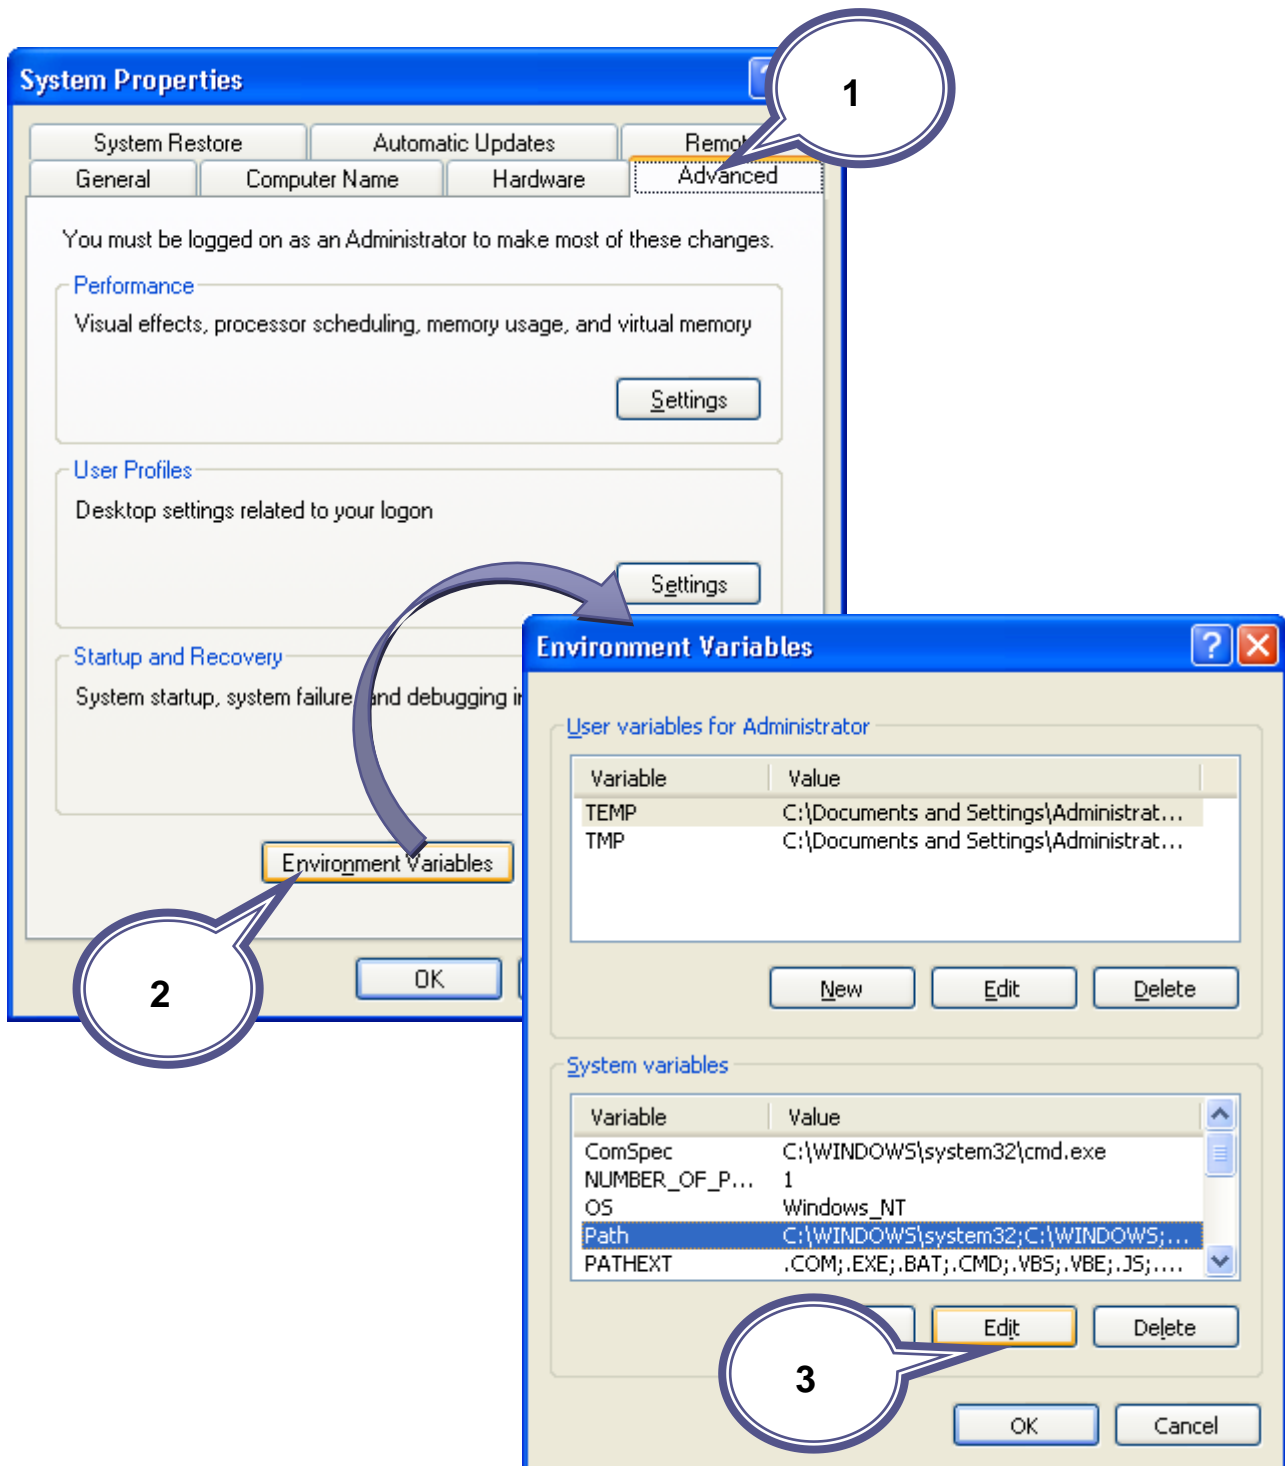 System Properties
1
System Restore Automatic Updates
General Computer Name Hardware Advanced
You must be logged on as an Administrator to make most of these changes.
Performance
Visual effects, processor scheduling, memory usage, and virtual memory
Settings
User Profiles
Desktop settings related to your logon
Settings
Startup and Recovery
System startup, system failure, and debugging
Environment Variables
2
OK
Environment Variables
User variables for Administrator
Variable Value
TEMP C:\Documents and Settings\Administrat...
TMP C:\Documents and Settings\Administrat...
New Edit Delete
System variables
Variable Value
ComSpec C:\WINDOWS\system32\cmd.exe
NUMBER_OF_P... 1
OS Windows_NT
Path C:\WINDOWS\system32;C:\WINDOWS;...
PATHEXT .COM;.EXE;.BAT;.CMD;.VBS;.VBE;.JS;....
Edit Delete
3
OK Cancel